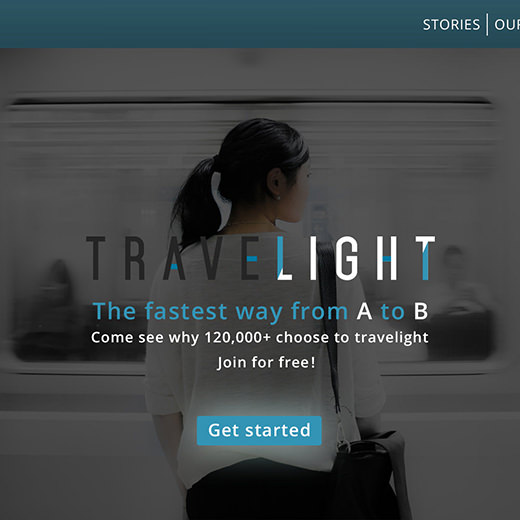 STORIES | OUR
TRAVELIGHT
The fastest way from A to B
Come see why 120,000+ choose to travelight
Join for free!
Get started